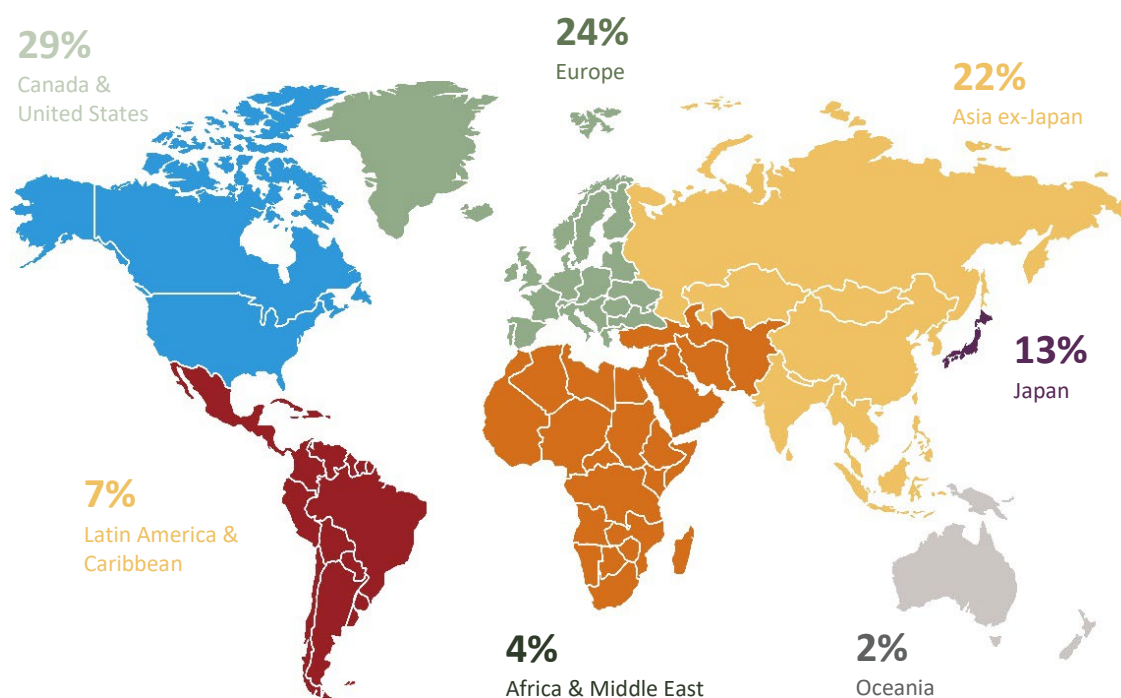 29%
Canada &
United States
24%
Europe
22%
Asia ex-Japan
13%
Japan
7%
Latin America &
Caribbean
4%
Africa & Middle East
2%
Oceania